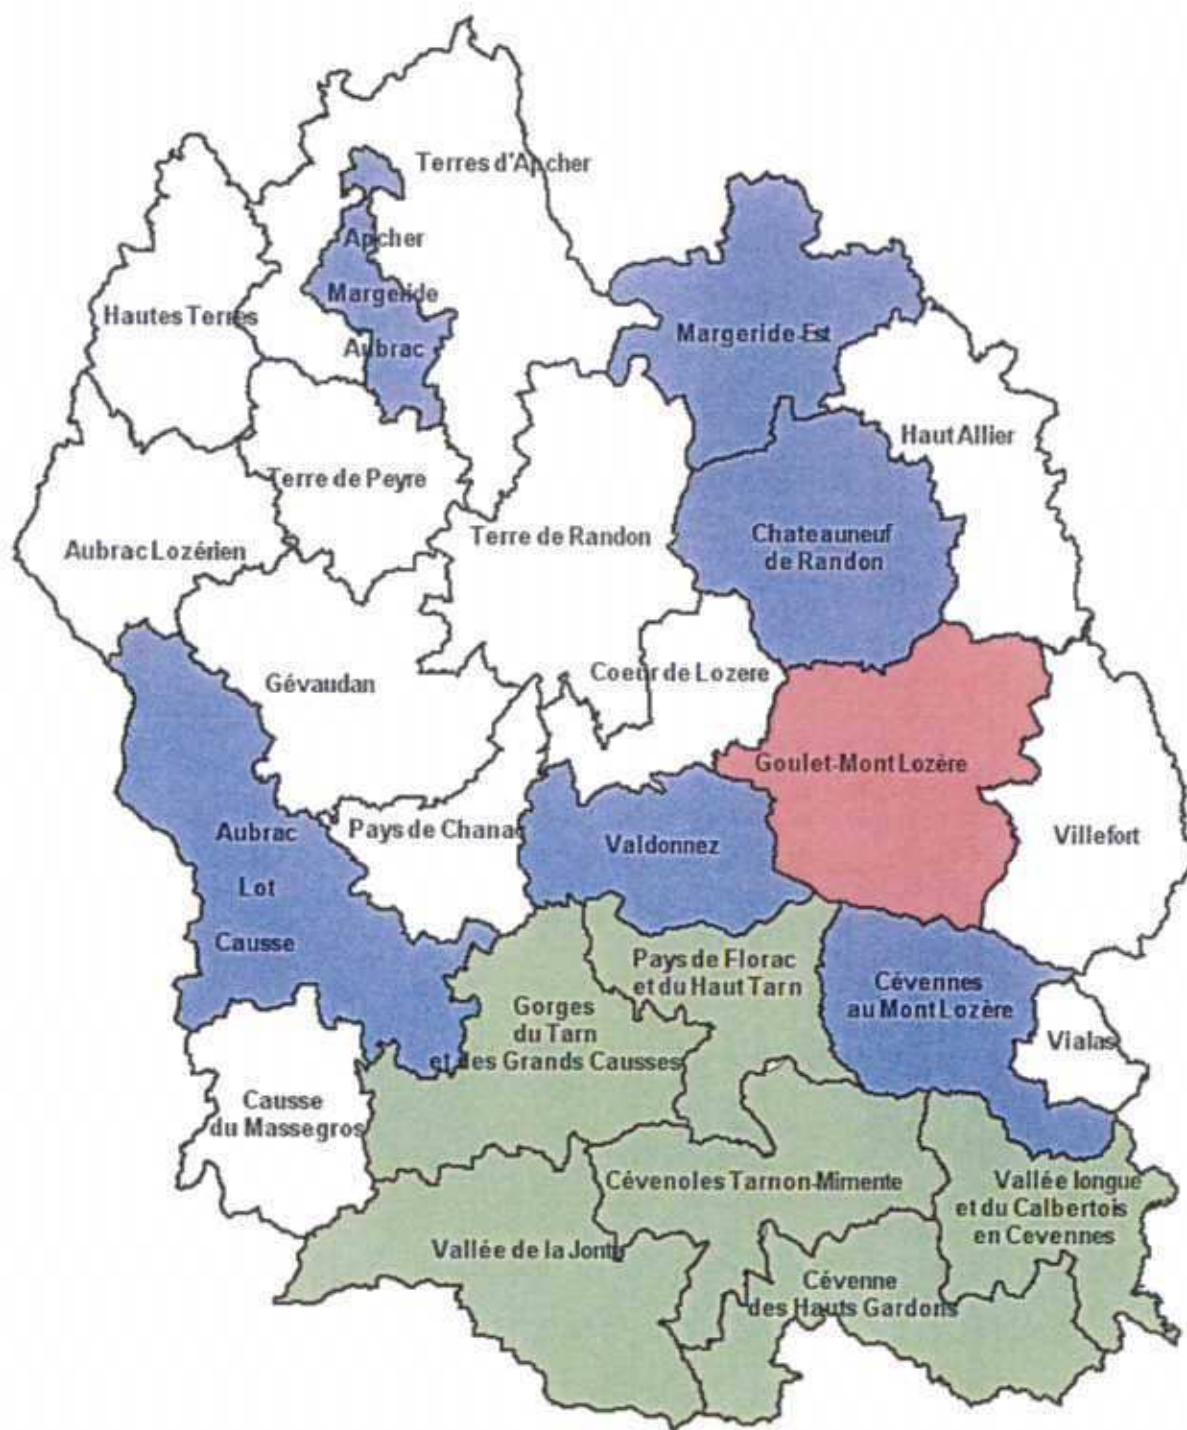 Terres d'Apcher
Apcher
Margeride
Aubrac
Hautes Terres
Margeride-Est
Haut Allier
Terre de Peyre
Terre de Randon
Chateauneuf
de Randon
Aubrac Lozérien
Gévaudan
Coeur de Lozere
Goulet-Mont Lozère
Aubrac
Lot
Causse
Pays de Chanac
Valdonnez
Villefort
Pays de Florac
et du Haut Tarn
Cévennes
au Mont Lozère
Gorges
du Tarn
et des Grands Causses
Vialas
Causse
du Massegros
Cévenoles Tarnon-Mimente
Vallée longue
et du Calbertois
en Cevennes
Vallée de la Jonte
Cévenne
des Hauts Gardons